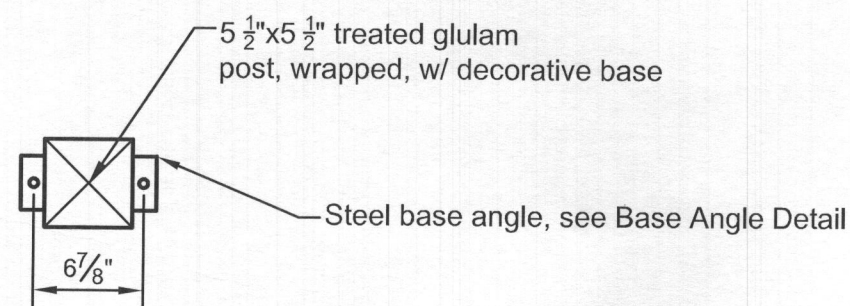 5 1/2"x5 1/2" treated glulam
post, wrapped, w/ decorative base
Steel base angle, see Base Angle Detail
6 7/8"